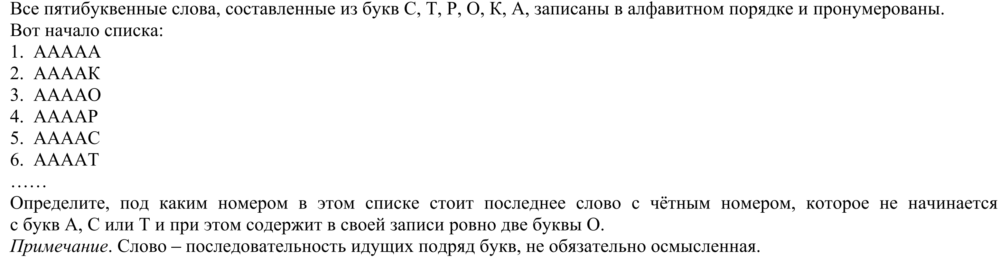 Все пятибуквенные слова, составленные из букв С, Т, Р, О, К, А, записаны в алфавитном порядке и пронумерованы.
Вот начало списка:
1. ААААА
2. ААААК
3. ААААО
4. ААААР
5. ААААС
6. ААААТ
……
Определите, под каким номером в этом списке стоит последнее слово с чётным номером, которое не начинается
с букв А, С или Т и при этом содержит в своей записи ровно две буквы О.
Примечание. Слово – последовательность идущих подряд букв, не обязательно осмысленная.